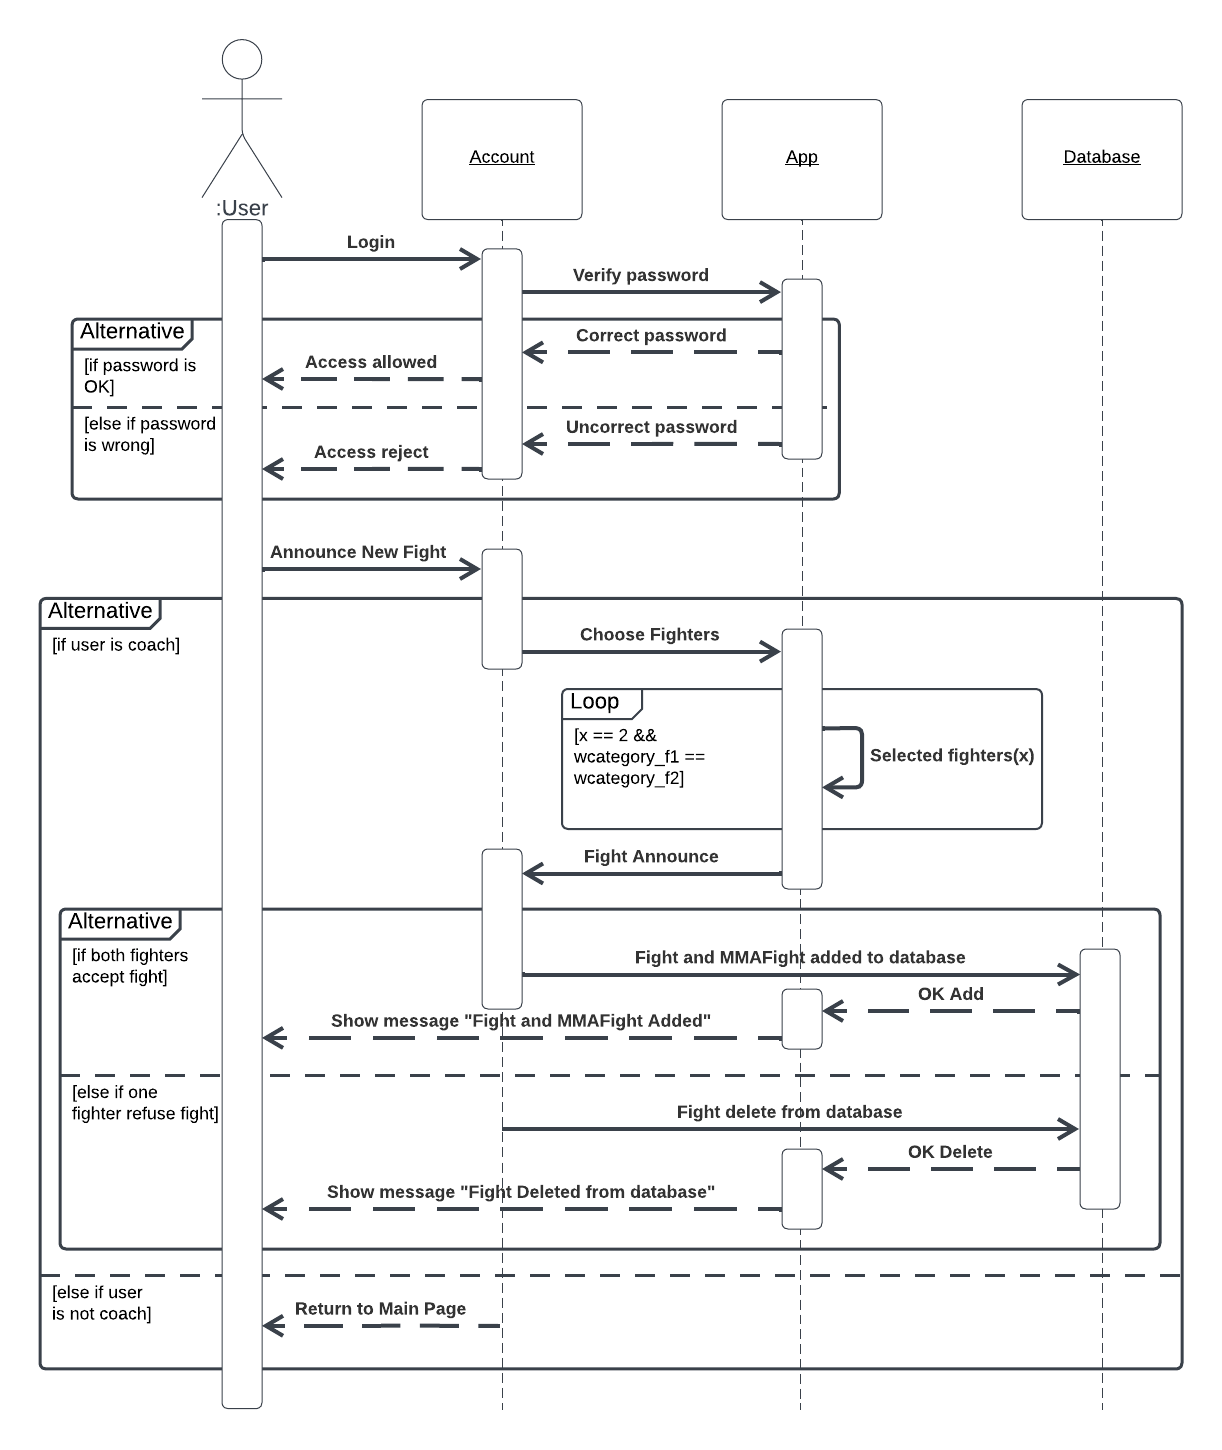 :User
Account
App
Database
Login
Verify password
Alternative
[if password is
OK]
Correct password
Access allowed
[else if password
is wrong]
Uncorrect password
Access reject
Announce New Fight
Alternative
[if user is coach]
Choose Fighters
Loop
[x == 2 &&
wcategory_f1 ==
wcategory_f2]
Selected fighters(x)
Fight Announce
Alternative
[if both fighters
accept fight]
Fight and MMAFight added to database
OK Add
Show message "Fight and MMAFight Added"
[else if one
fighter refuse fight]
Fight delete from database
OK Delete
Show message "Fight Deleted from database"
[else if user
is not coach]
Return to Main Page